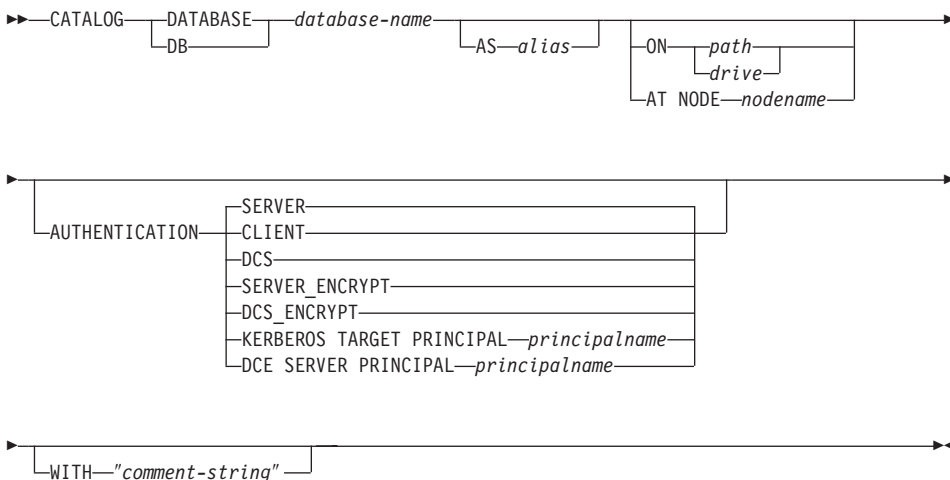 CATALOG DATABASE database-name
DB AS alias ON path
drive
AT NODE nodename
AUTHENTICATION SERVER
CLIENT
DCS
SERVER_ENCRYPT
DCS_ENCRYPT
KERBEROS TARGET PRINCIPAL principalname
DCE SERVER PRINCIPAL principalname
WITH "comment-string"